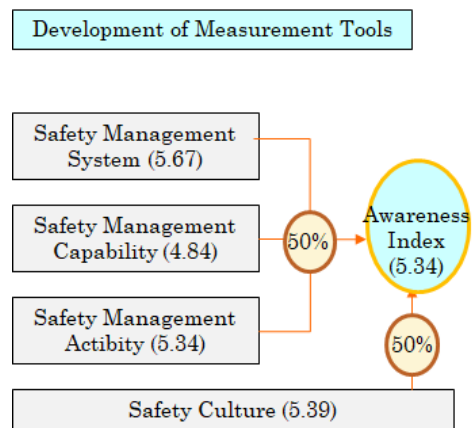 Development of Measurement Tools
Safety Management
System (5.67)
Safety Management
Capability (4.84)
50%
Awareness
Index
(5.34)
Safety Management
Actibity (5.34)
50%
Safety Culture (5.39)